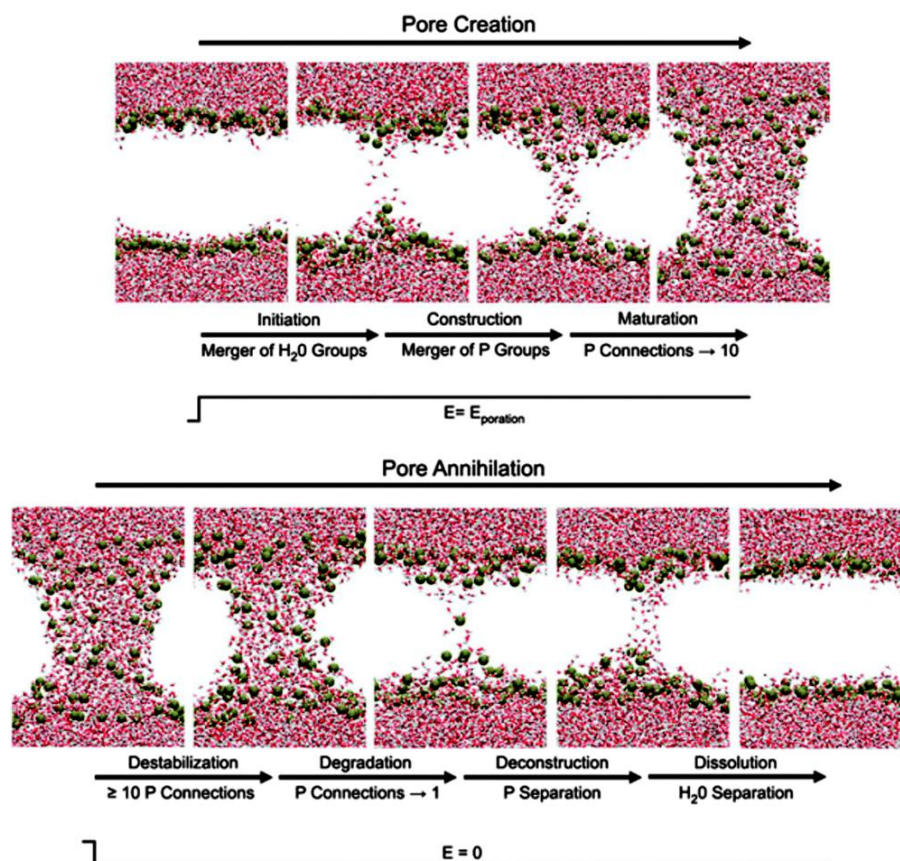 Pore Creation
Initiation
Construction
Maturation
Merger of H₂0 Groups
Merger of P Groups
P Connections → 10
E= Eporation
Pore Annihilation
Destabilization
Degradation
Deconstruction
Dissolution
≥ 10 P Connections
P Connections → 1
P Separation
H₂0 Separation
E = 0